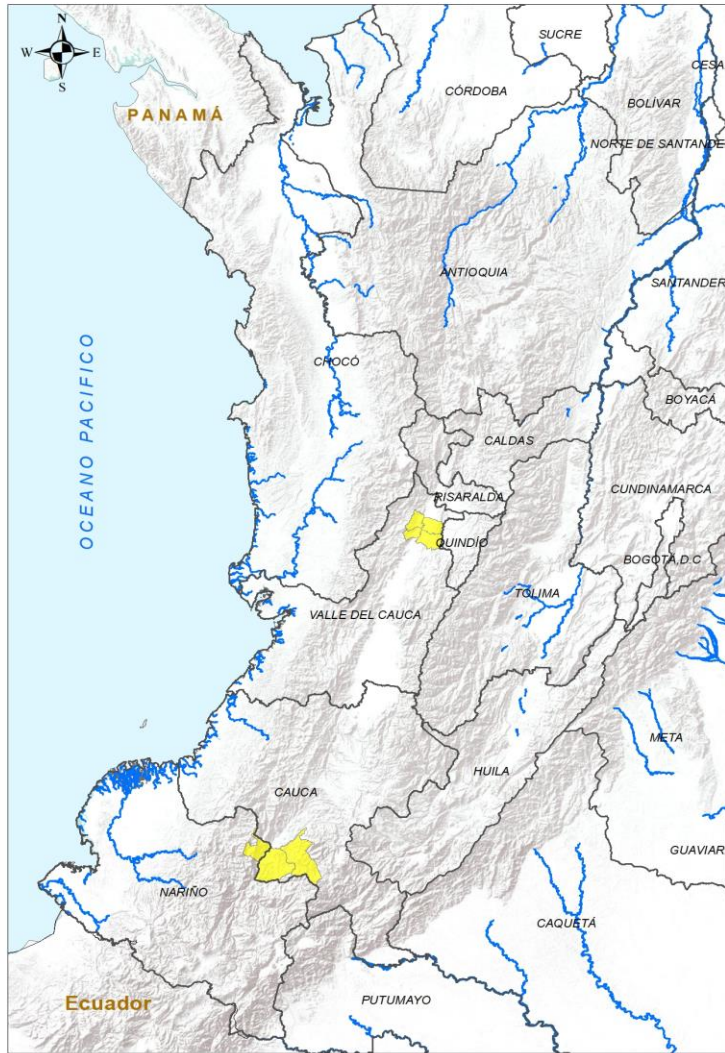 N
W E
S
PANAMÁ
SUCRE
CESA
CÓRDOBA
BOLÍVAR
NORTE DE SANTANDE
ANTIOQUIA
SANTANDER
OCEANO PACIFICO
CHOCÓ
BOYACÁ
CALDAS
CUNDINAMARCA
RISARALDA
QUINDÍO
BOGOTÁ,D.C
TOLIMA
VALLE DEL CAUCA
META
HUILA
CAUCA
GUAVIAR
NARIÑO
CAQUETÁ
Ecuador
PUTUMAYO